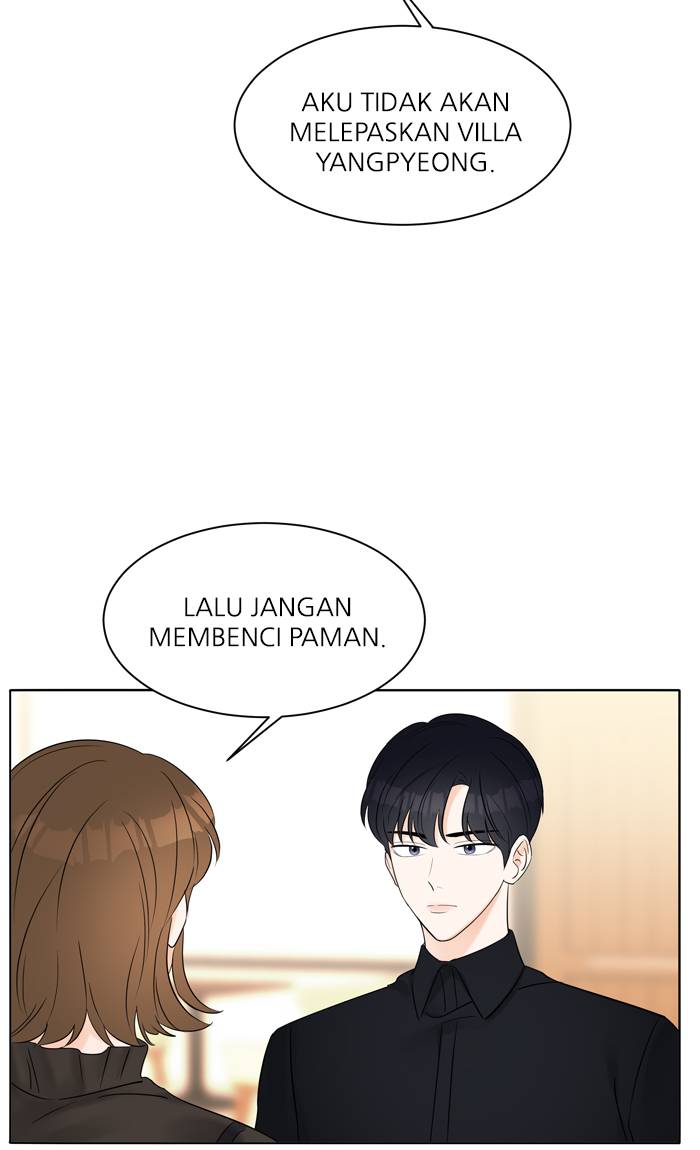 AKU TIDAK AKAN
MELEPASKAN VILLA
YANGPYEONG.
LALU JANGAN
MEMBENCI PAMAN.